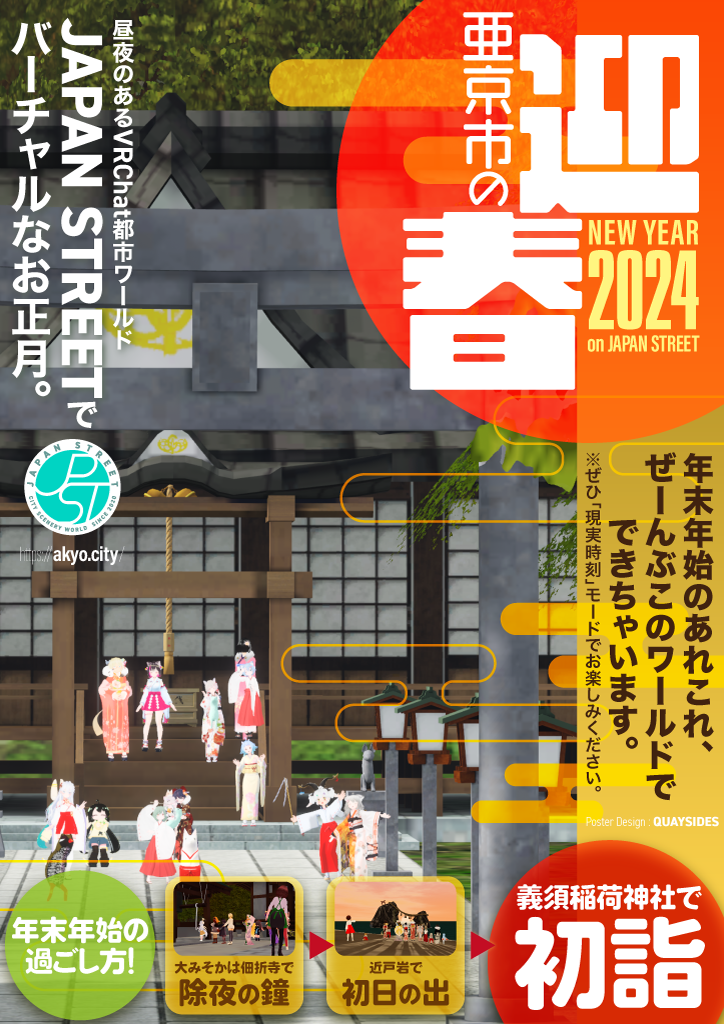 亜京市の
迎春
NEW YEAR
2024
on JAPAN STREET
昼夜のあるVRChat都市ワールド
JAPAN STREETで
バーチャルなお正月。
JAPAN STREET
JPST
CITY SCENERY WORLD SINCE 2020
https://akyo.city/
年末年始のあれこれ、
ぜーんぶこのワールドで
できちゃいます。
※ぜひ「現実時刻」モードでお楽しみください。
Poster Design : QUAYSIDES
年末年始の
過ごし方!
大みそかは佃折寺で
除夜の鐘
近戸岩で
初日の出
義須稲荷神社で
初詣